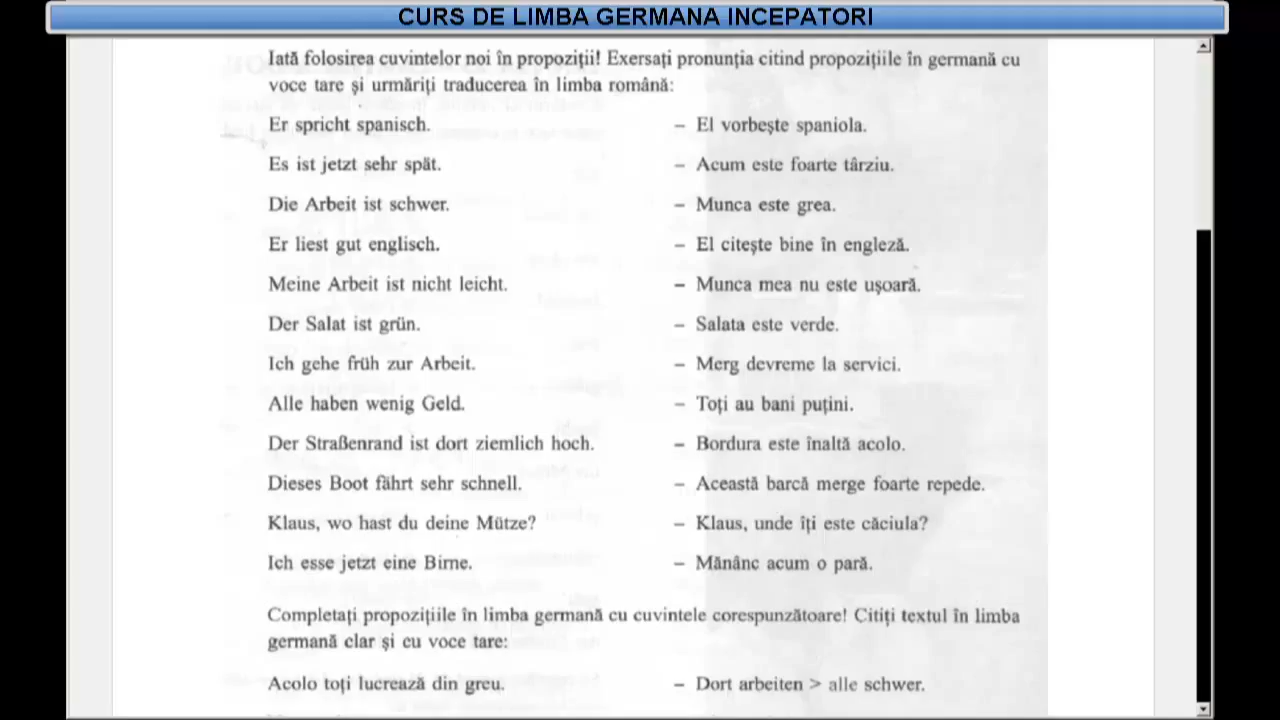 CURS DE LIMBA GERMANA INCEPATORI
Iată folosirea cuvintelor noi în propoziții! Exersați pronunția citind propozițiile în germană cu
voce tare și urmăriți traducerea în limba română:
Er spricht spanisch. – El vorbește spaniola.
Es ist jetzt sehr spät. – Acum este foarte târziu.
Die Arbeit ist schwer. – Munca este grea.
Er liest gut englisch. – El citește bine în engleză.
Meine Arbeit ist nicht leicht. – Munca mea nu este ușoară.
Der Salat ist grün. – Salata este verde.
Ich gehe früh zur Arbeit. – Merg devreme la servici.
Alle haben wenig Geld. – Toți au bani puțini.
Der Straßenrand ist dort ziemlich hoch. – Bordura este înaltă acolo.
Dieses Boot fährt sehr schnell. – Această barcă merge foarte repede.
Klaus, wo hast du deine Mütze? – Klaus, unde îți este căciula?
Ich esse jetzt eine Birne. – Mănânc acum o pară.
Completați propozițiile în limba germană cu cuvintele corespunzătoare! Citiți textul în limba
germană clar și cu voce tare:
Acolo toți lucrează din greu. – Dort arbeiten > alle schwer.